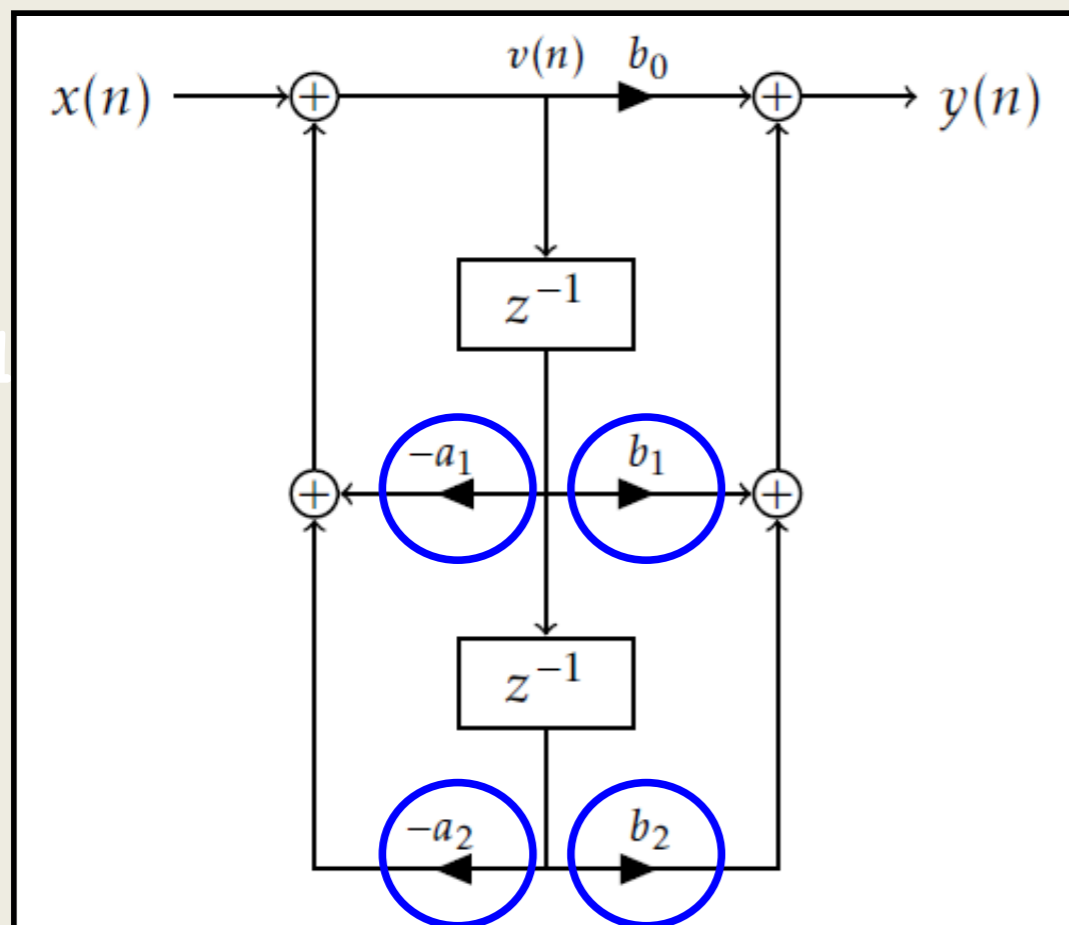 v(n) b₀
x(n) + + y(n)
z⁻¹
−a₁ b₁
+ +
z⁻¹
−a₂ b₂